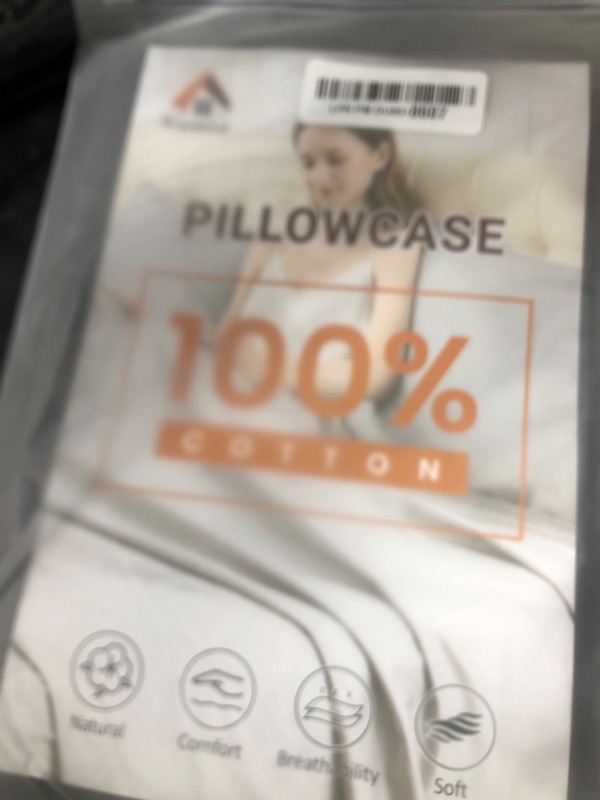 PILLOWCASE
100%
COTTON
Natural
Comfort
Breathability
Soft